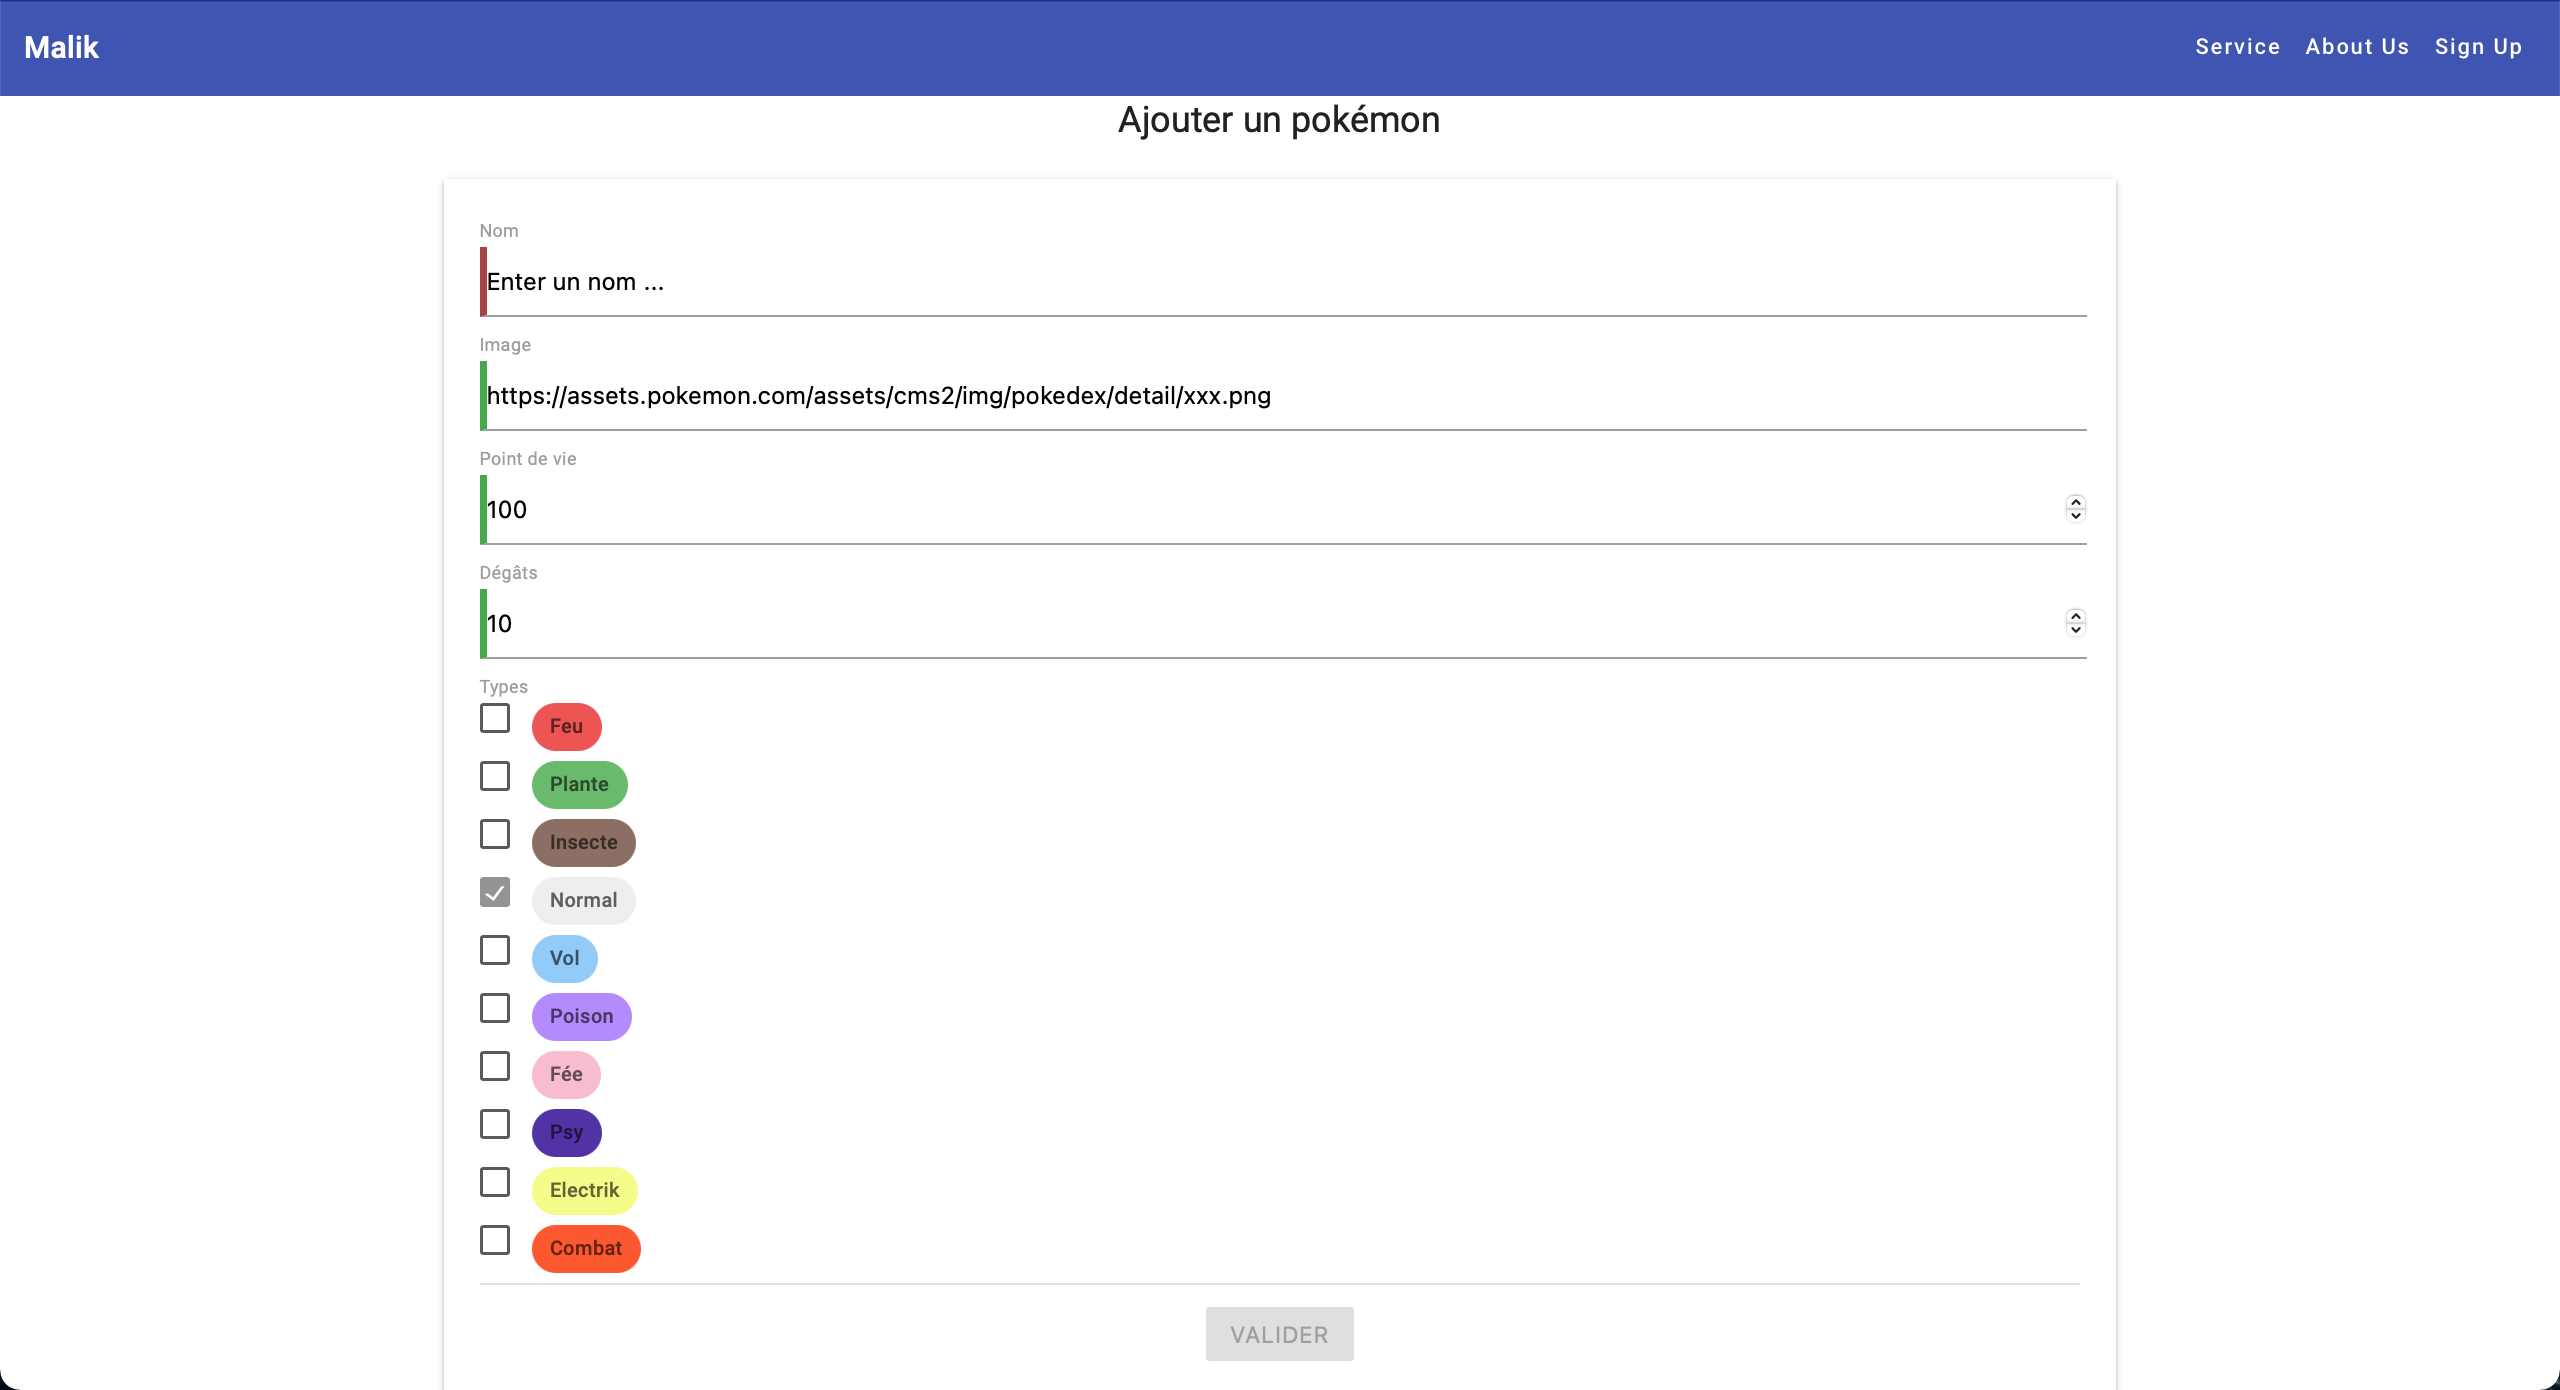 Malik
Service About Us Sign Up
Ajouter un pokémon
Nom
Enter un nom ...
Image
https://assets.pokemon.com/assets/cms2/img/pokedex/detail/xxx.png
Point de vie
100
Dégâts
10
Types
Feu
Plante
Insecte
Normal
Vol
Poison
Fée
Psy
Electrik
Combat
VALIDER